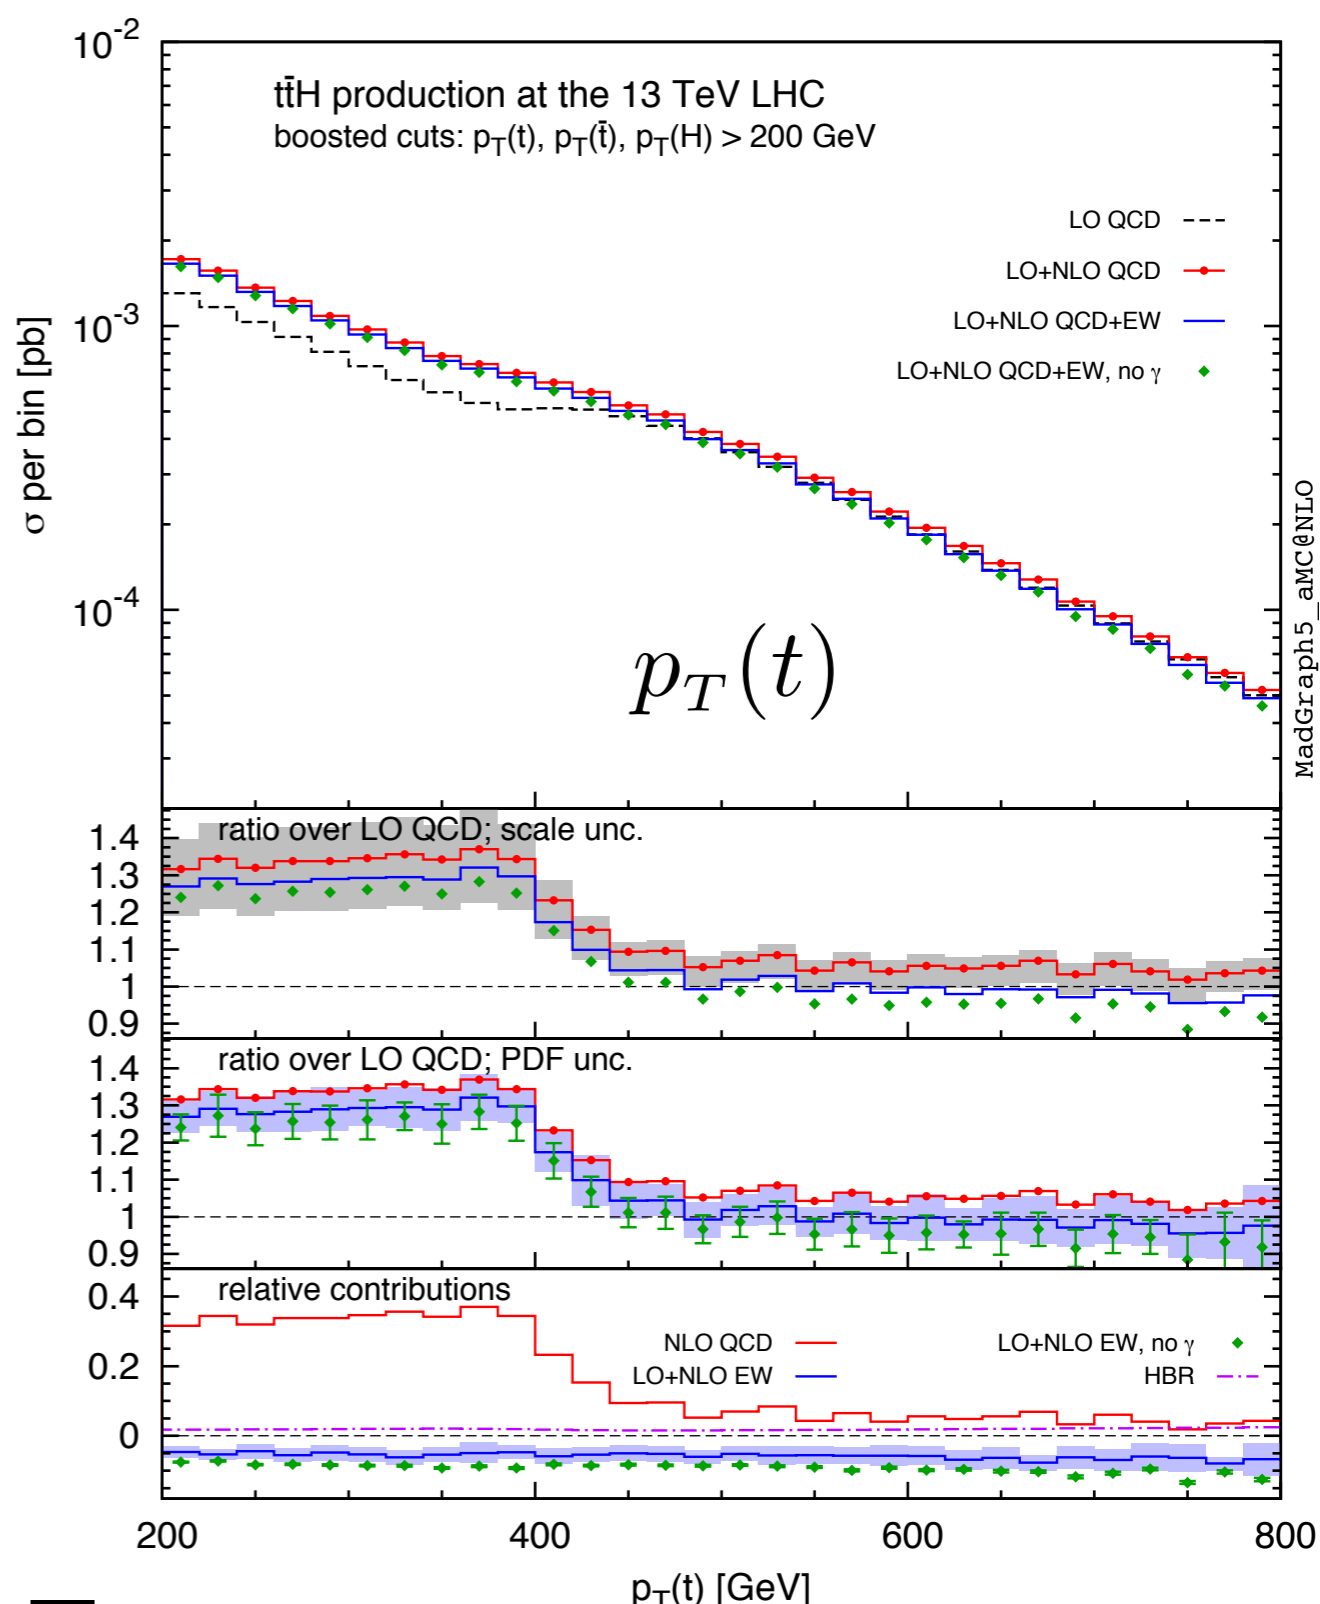 10⁻²
tt̄H production at the 13 TeV LHC
boosted cuts: p_T(t), p_T(t̄), p_T(H) > 200 GeV
LO QCD
LO+NLO QCD
LO+NLO QCD+EW
LO+NLO QCD+EW, no γ
10⁻³
σ per bin [pb]
10⁻⁴
p_T(t)
MadGraph5_aMC@NLO
ratio over LO QCD; scale unc.
1.4
1.3
1.2
1.1
1
0.9
ratio over LO QCD; PDF unc.
1.4
1.3
1.2
1.1
1
0.9
relative contributions
0.4
0.2
0
NLO QCD
LO+NLO EW
LO+NLO EW, no γ
HBR
200 400 600 800
p_T(t) [GeV]